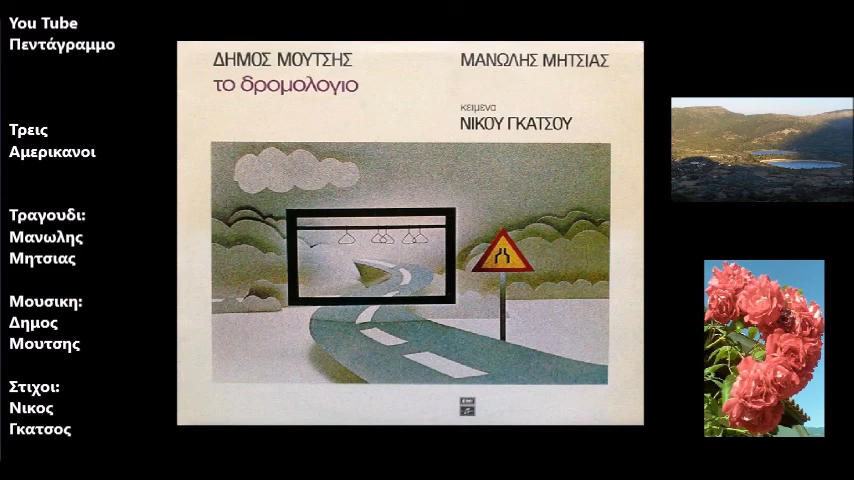 You Tube
Πεντάγραμμο
Τρεις
Αμερικανοι
Τραγουδι:
Μανωλης
Μητσιας
Μουσικη:
Δημος
Μουτσης
Στιχοι:
Νικος
Γκατσος
ΔΗΜΟΣ ΜΟΥΤΣΗΣ
το δρομολογιο
ΜΑΝΩΛΗΣ ΜΗΤΣΙΑΣ
κειμενα
ΝΙΚΟΥ ΓΚΑΤΣΟΥ
EMI